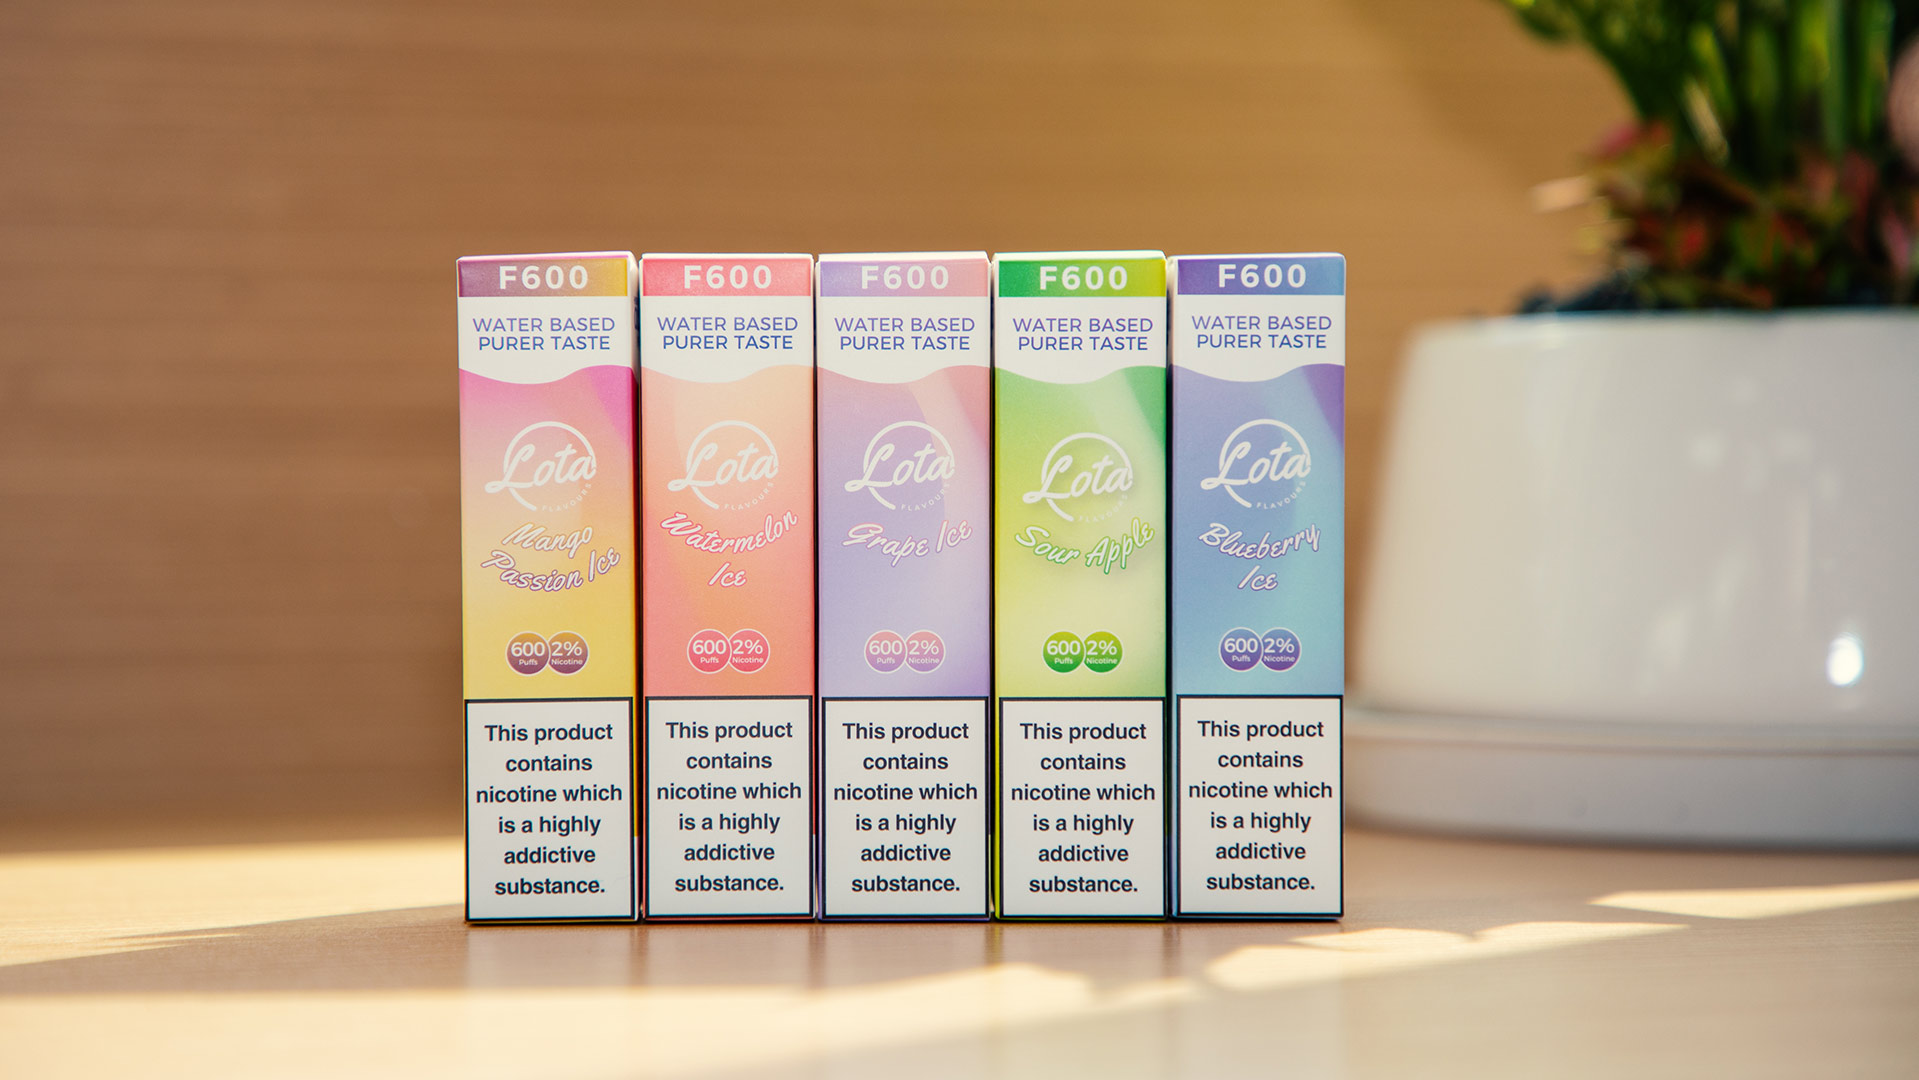 F600
WATER BASED
PURER TASTE
Lota
FLAVOURS
Mango
Passion Ice
600 2%
Puffs Nicotine
This product
contains
nicotine which
is a highly
addictive
substance.
F600
WATER BASED
PURER TASTE
Lota
FLAVOURS
Watermelon
Ice
600 2%
Puffs Nicotine
This product
contains
nicotine which
is a highly
addictive
substance.
F600
WATER BASED
PURER TASTE
Lota
FLAVOURS
Grape Ice
600 2%
Puffs Nicotine
This product
contains
nicotine which
is a highly
addictive
substance.
F600
WATER BASED
PURER TASTE
Lota
FLAVOURS
Sour Apple
600 2%
Puffs Nicotine
This product
contains
nicotine which
is a highly
addictive
substance.
F600
WATER BASED
PURER TASTE
Lota
FLAVOURS
Blueberry
Ice
600 2%
Puffs Nicotine
This product
contains
nicotine which
is a highly
addictive
substance.